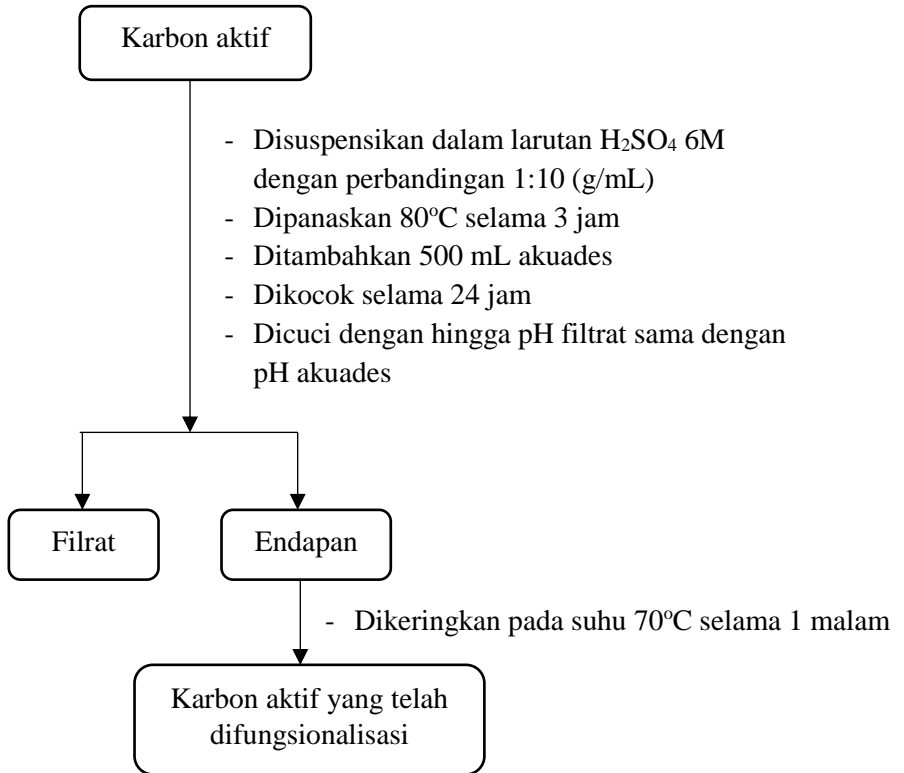 Karbon aktif
- Disuspensikan dalam larutan H₂SO₄ 6M
dengan perbandingan 1:10 (g/mL)
- Dipanaskan 80°C selama 3 jam
- Ditambahkan 500 mL akuades
- Dikocok selama 24 jam
- Dicuci dengan hingga pH filtrat sama dengan
pH akuades
Filrat
Endapan
- Dikeringkan pada suhu 70°C selama 1 malam
Karbon aktif yang telah
difungsionalisasi